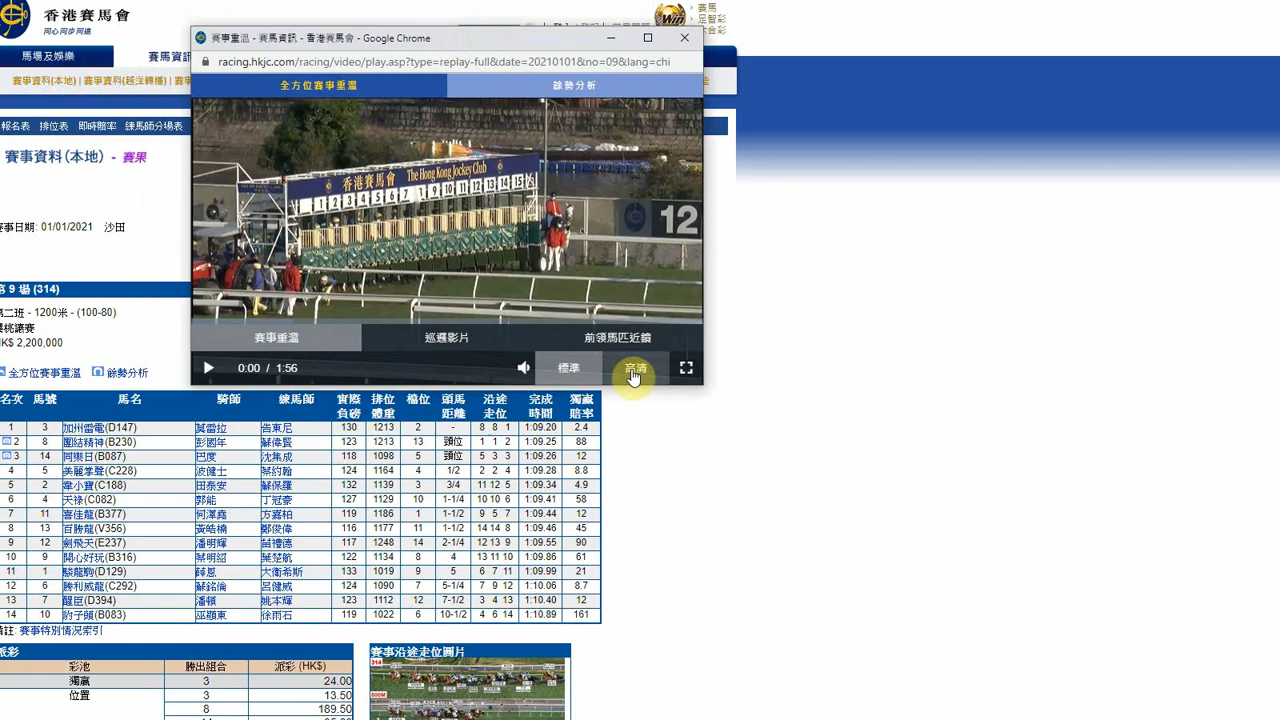 香港賽馬會
同心同步同進
賽馬
足智彩
eWin
賽事重溫 - 賽馬資訊 - 香港賽馬會 - Google Chrome
馬場及娛樂
racing.hkjc.com/racing/video/play.asp?type=replay-full&date=20210101&no=09&lang=chi
賽事資料(本地) | 賽事資料(越洋轉播) |
全方位賽事重溫 餘勢分析
報名表 排位表 即時賠率 練馬師分場表
賽事資料(本地) - 賽果
香港賽馬會 The Hong Kong Jockey Club
12
賽事日期: 01/01/2021 沙田
第 9 場 (314)
第二班 - 1200米 - (100-80)
櫻桃讓賽
HK$ 2,200,000
賽事重溫 巡邏影片 前領馬匹近鏡
0:00 / 1:56 標準 高清
全方位賽事重溫 餘勢分析
名次 馬號 馬名 騎師 練馬師 實際負磅 排位體重 檔位 頭馬距離 沿途走位 完成時間 獨贏賠率
1 3 加州雷電(D147) 莫雷拉 告東尼 130 1213 2 - 8 8 1 1:09.20 2.4
2 8 團結精神(B230) 彭國年 蘇偉賢 123 1213 13 頸位 1 1 2 1:09.25 88
3 14 同樂日(B087) 巴度 沈集成 118 1098 5 頸位 5 3 3 1:09.26 12
4 5 美麗掌聲(C228) 波健士 蔡約翰 124 1164 4 1/2 2 2 4 1:09.28 8.8
5 2 韋小寶(C188) 田泰安 蘇保羅 132 1139 3 3/4 11 12 5 1:09.34 4.9
6 4 天祿(C082) 郭能 丁冠豪 127 1129 10 1-1/4 10 10 6 1:09.41 58
7 11 喜佳龍(B377) 何澤堯 方嘉柏 119 1186 1 1-1/2 9 5 7 1:09.44 12
8 13 百勝龍(V356) 黃皓楠 鄭俊偉 116 1177 11 1-1/2 14 14 8 1:09.46 45
9 12 劍飛天(E237) 潘明輝 苗禮德 117 1248 14 2-1/4 12 13 9 1:09.55 90
10 9 開心好玩(B316) 蔡明紹 葉楚航 122 1134 8 4 13 11 10 1:09.86 61
11 1 駿龍駒(D129) 薛恩 大衛希斯 133 1019 9 5 6 7 11 1:09.99 21
12 6 勝利威龍(C292) 蘇銘倫 呂健威 124 1090 7 5-1/4 7 9 12 1:10.06 8.7
13 7 醒臣(D394) 潘頓 姚本輝 123 1112 12 7-1/2 3 4 13 1:10.40 12
14 10 豹子頭(B083) 巫顯東 徐雨石 119 1022 6 10-1/2 4 6 14 1:10.89 161
備註: 賽事特別情況索引
派彩 賽事沿途走位圖片
彩池 勝出組合 派彩 (HK$)
獨贏 3 24.00
位置 3 13.50
8 189.50
314
800M